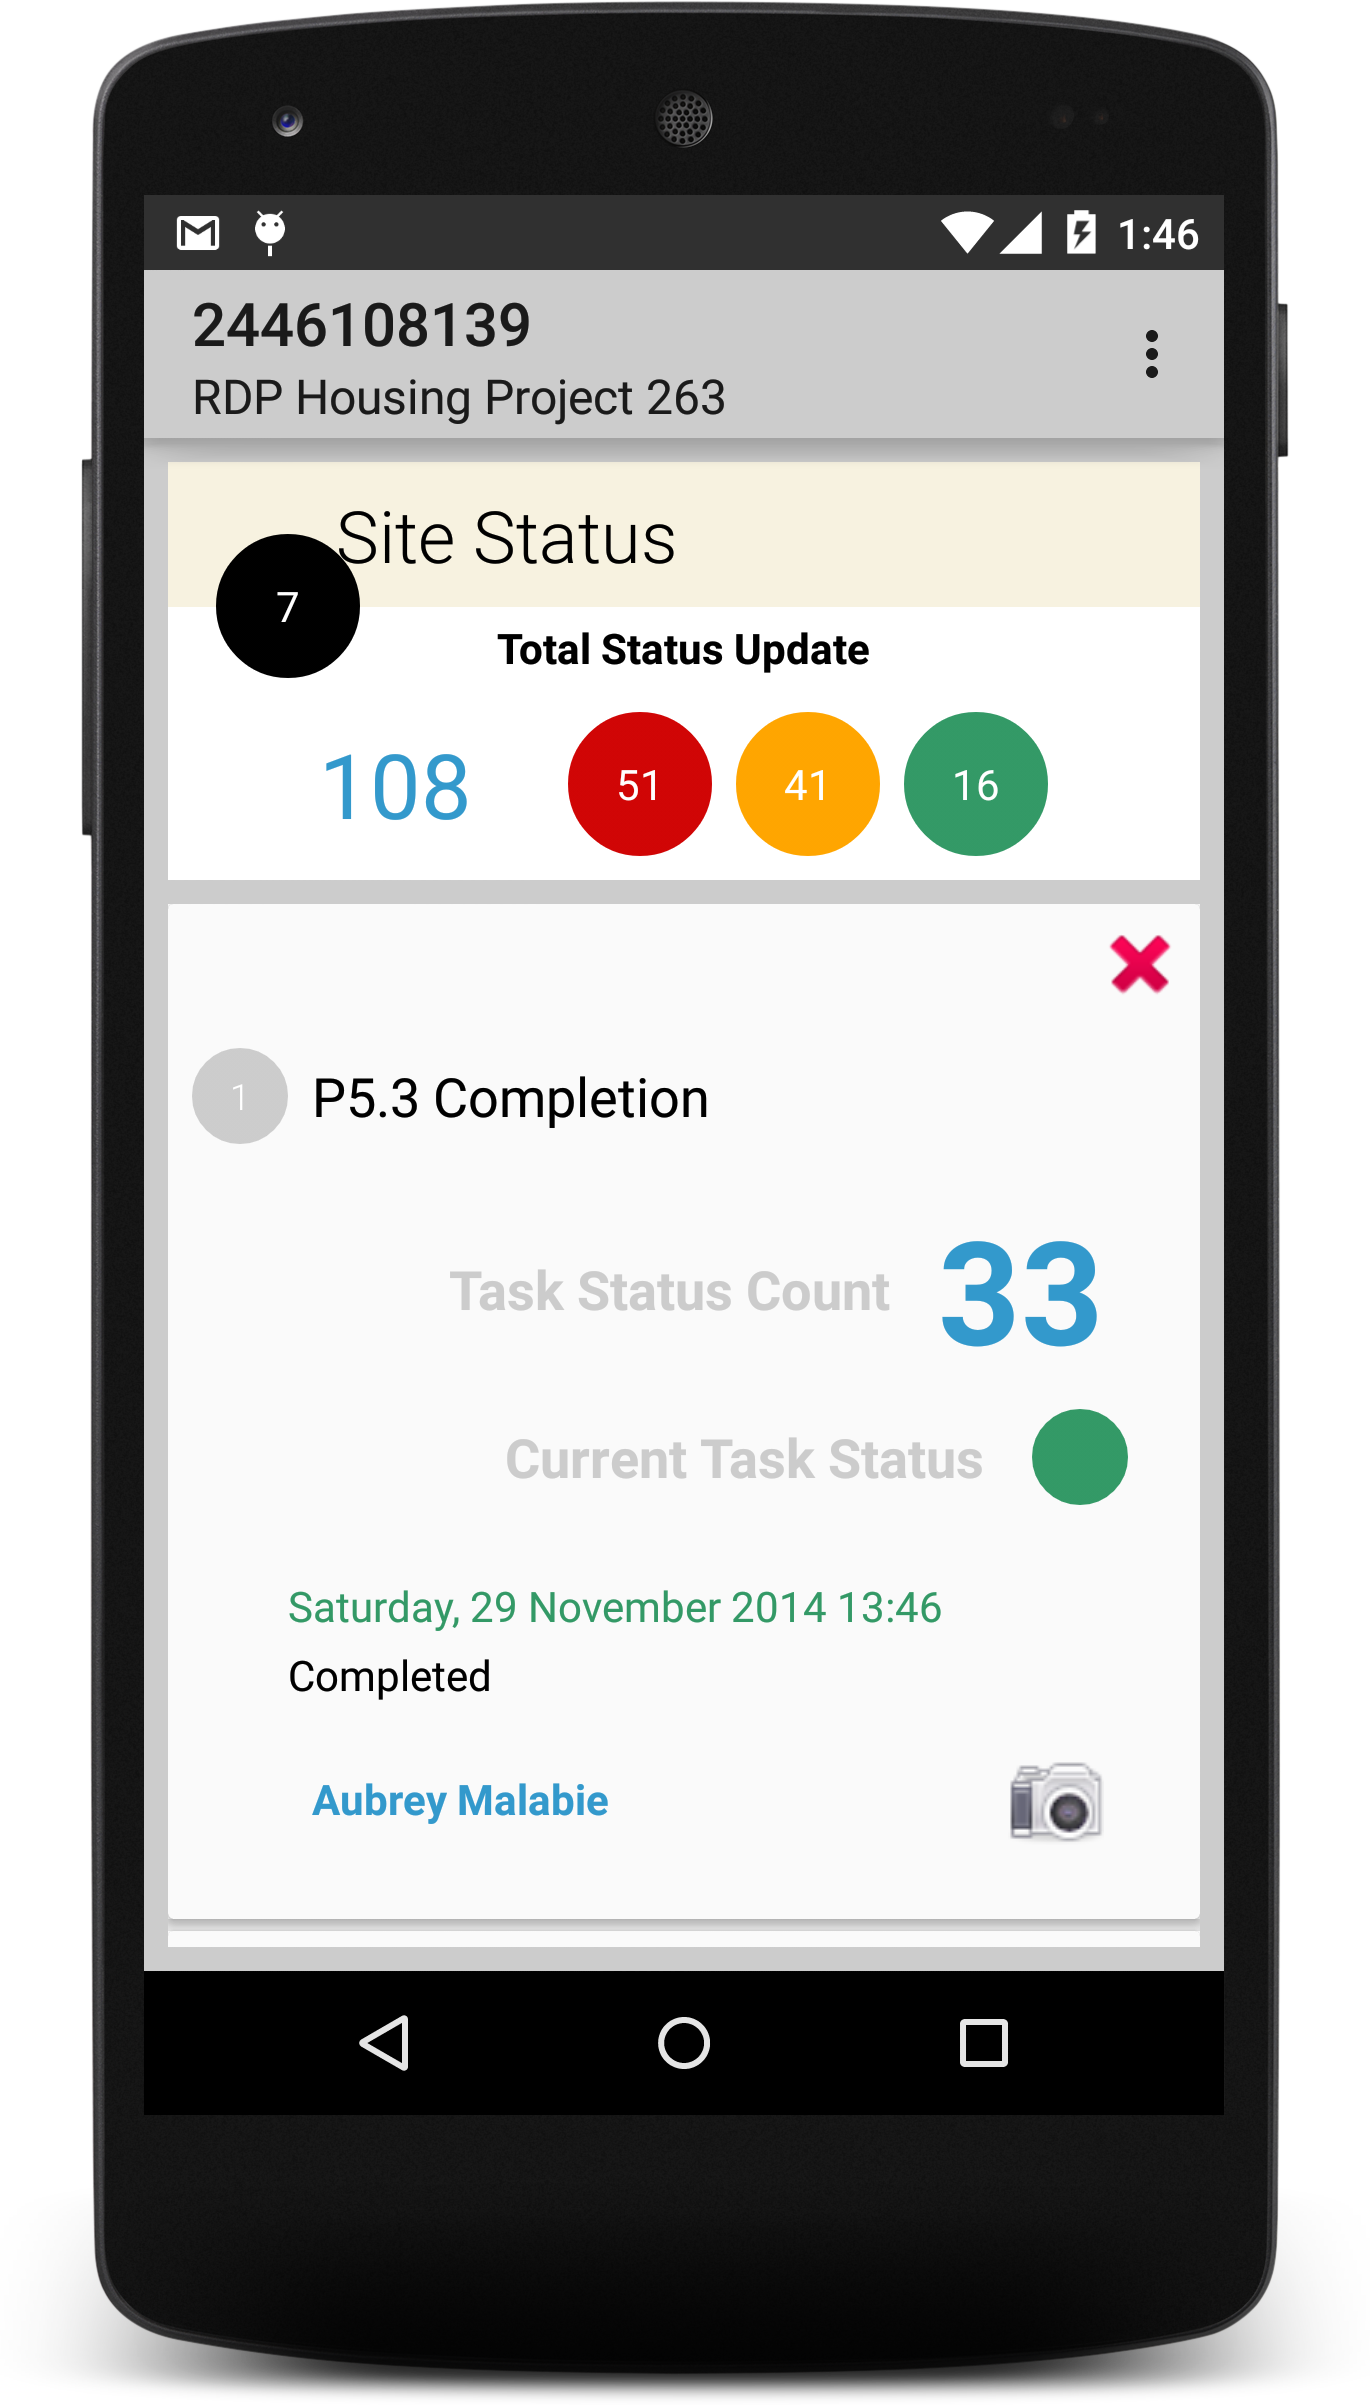 1:46
2446108139
RDP Housing Project 263
Site Status
7
Total Status Update
108
51
41
16
1
P5.3 Completion
Task Status Count
33
Current Task Status
Saturday, 29 November 2014 13:46
Completed
Aubrey Malabie